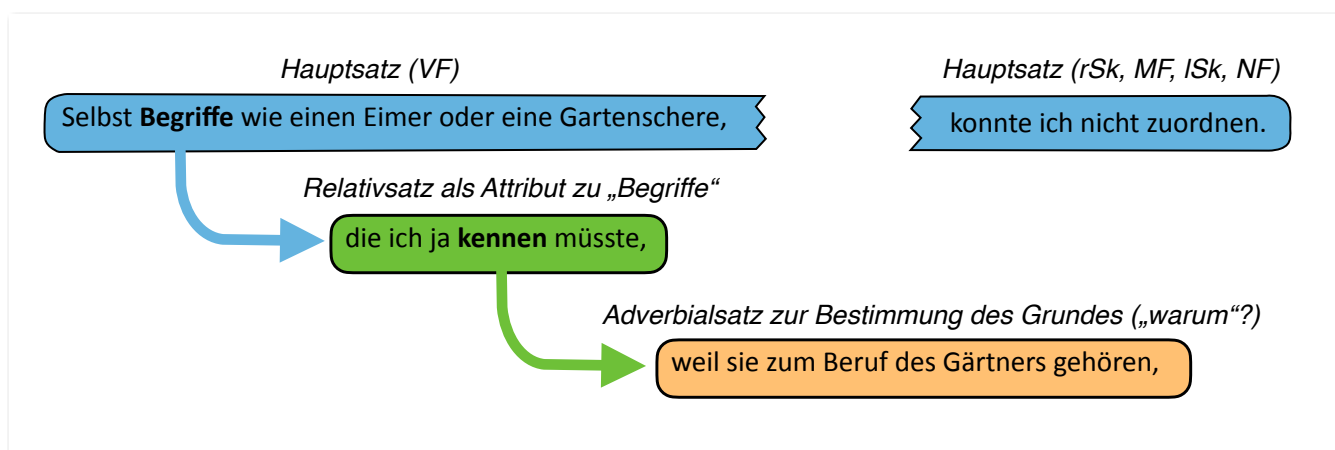 Hauptsatz (VF)
Hauptsatz (rSk, MF, lSk, NF)
Selbst Begriffe wie einen Eimer oder eine Gartenschere,
konnte ich nicht zuordnen.
Relativsatz als Attribut zu „Begriffe“
die ich ja kennen müsste,
Adverbialsatz zur Bestimmung des Grundes („warum“?)
weil sie zum Beruf des Gärtners gehören,